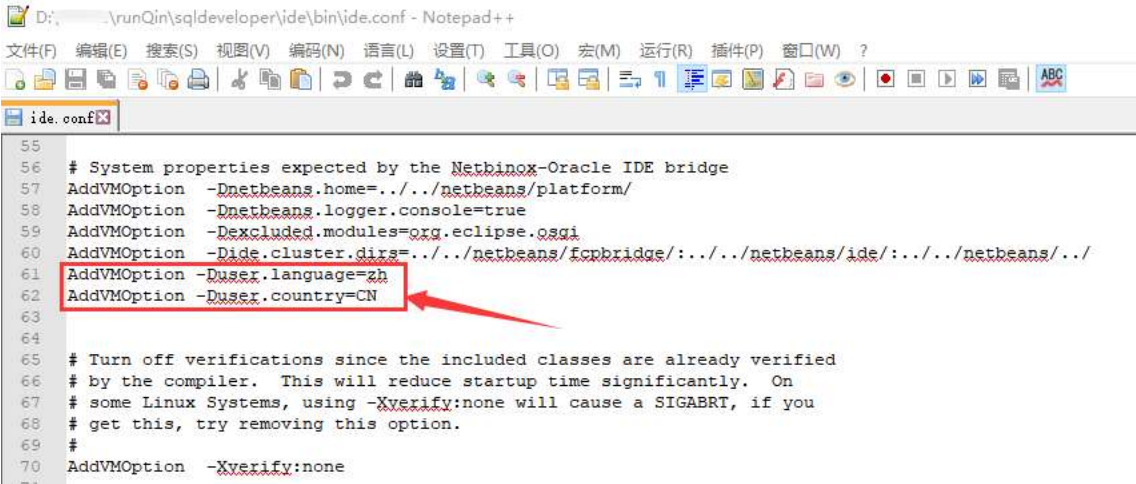 D:\runQin\sqldeveloper\ide\bin\ide.conf - Notepad++
文件(F) 编辑(E) 搜索(S) 视图(V) 编码(N) 语言(L) 设置(T) 工具(O) 宏(M) 运行(R) 插件(P) 窗口(W) ?
ABC
ide.conf
55
56 # System properties expected by the Netbinox-Oracle IDE bridge
57 AddVMOption  -Dnetbeans.home=../../netbeans/platform/
58 AddVMOption  -Dnetbeans.logger.console=true
59 AddVMOption  -Dexcluded.modules=org.eclipse.osgi
60 AddVMOption  -Dide.cluster.dirs=../../netbeans/fcpbridge/:../../netbeans/ide/:../../netbeans/../
61 AddVMOption -Duser.language=zh
62 AddVMOption -Duser.country=CN
63
64
65 # Turn off verifications since the included classes are already verified
66 # by the compiler.  This will reduce startup time significantly.  On
67 # some Linux Systems, using -Xverify:none will cause a SIGABRT, if you
68 # get this, try removing this option.
69 #
70 AddVMOption  -Xverify:none